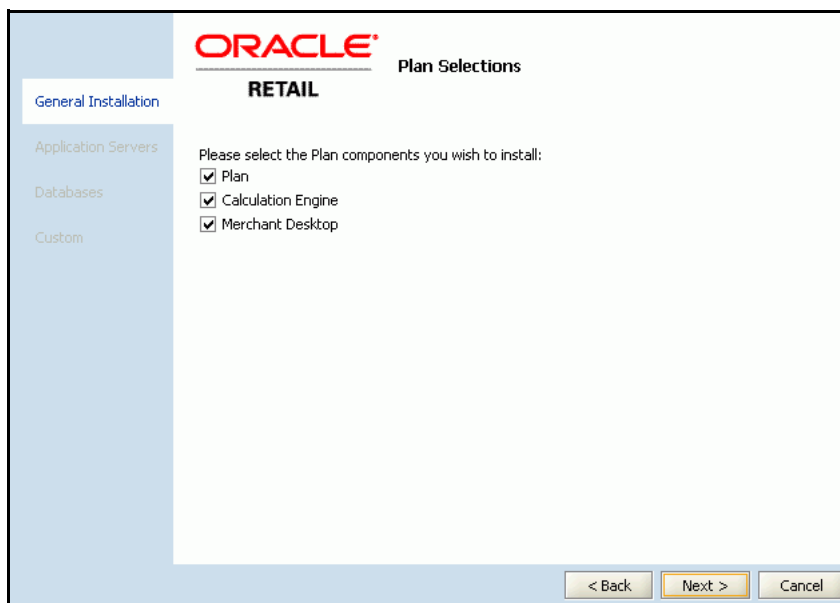 ORACLE®
RETAIL
Plan Selections
General Installation
Application Servers
Databases
Custom
Please select the Plan components you wish to install:
Plan
Calculation Engine
Merchant Desktop
< Back
Next >
Cancel